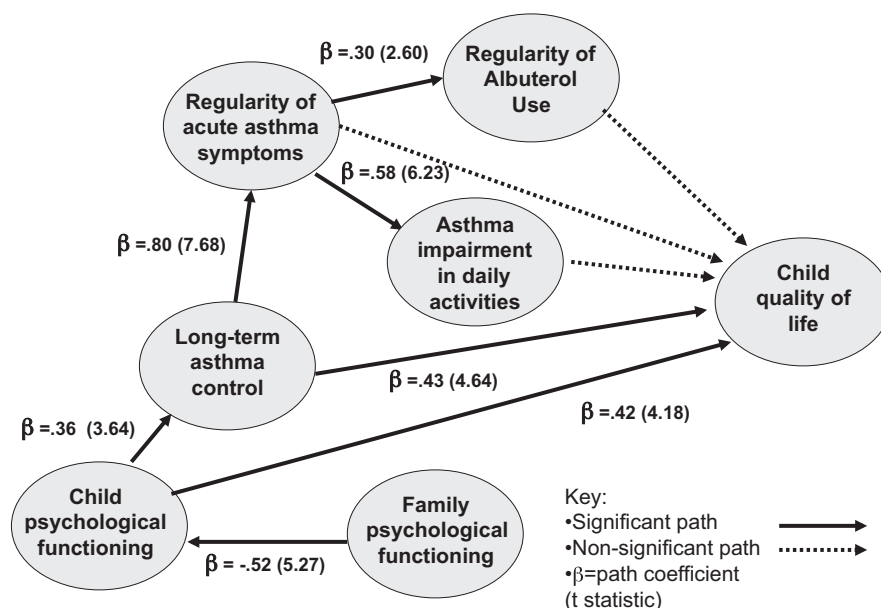 β =.30 (2.60)
Regularity of
Albuterol
Use
Regularity of
acute asthma
symptoms
β =.58 (6.23)
Asthma
impairment
in daily
activities
β =.80 (7.68)
Child
quality of
life
Long-term
asthma
control
β =.43 (4.64)
β =.42 (4.18)
β =.36 (3.64)
Child
psychological
functioning
Family
psychological
functioning
β = -.52 (5.27)
Key:
•Significant path
•Non-significant path
•β=path coefficient
(t statistic)